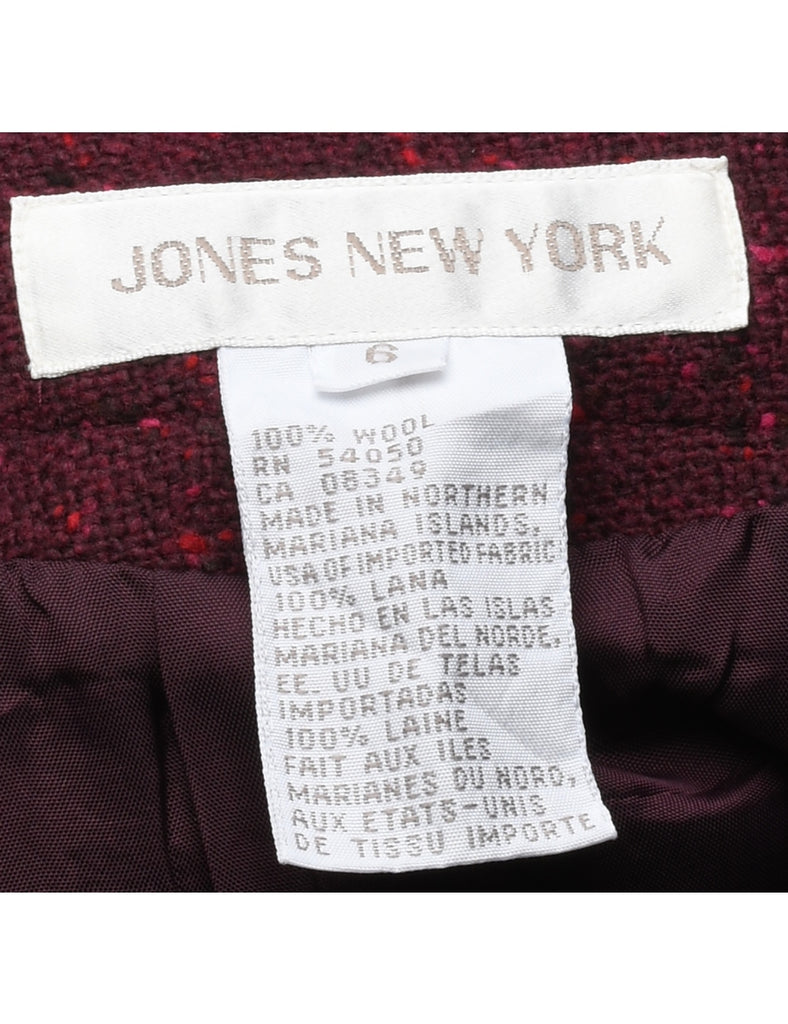 JONES NEW YORK
6
100% WOOL
RN 54050
CA 08349
MADE IN NORTHERN
MARIANA ISLANDS,
USA OF IMPORTED FABRIC
100% LANA
HECHO EN LAS ISLAS
MARIANA DEL NORDE,
EE. UU DE TELAS
IMPORTADAS
100% LAINE
FAIT AUX ILES
MARIANES DU NORD,
AUX ETATS-UNIS
DE TISSU IMPORTE